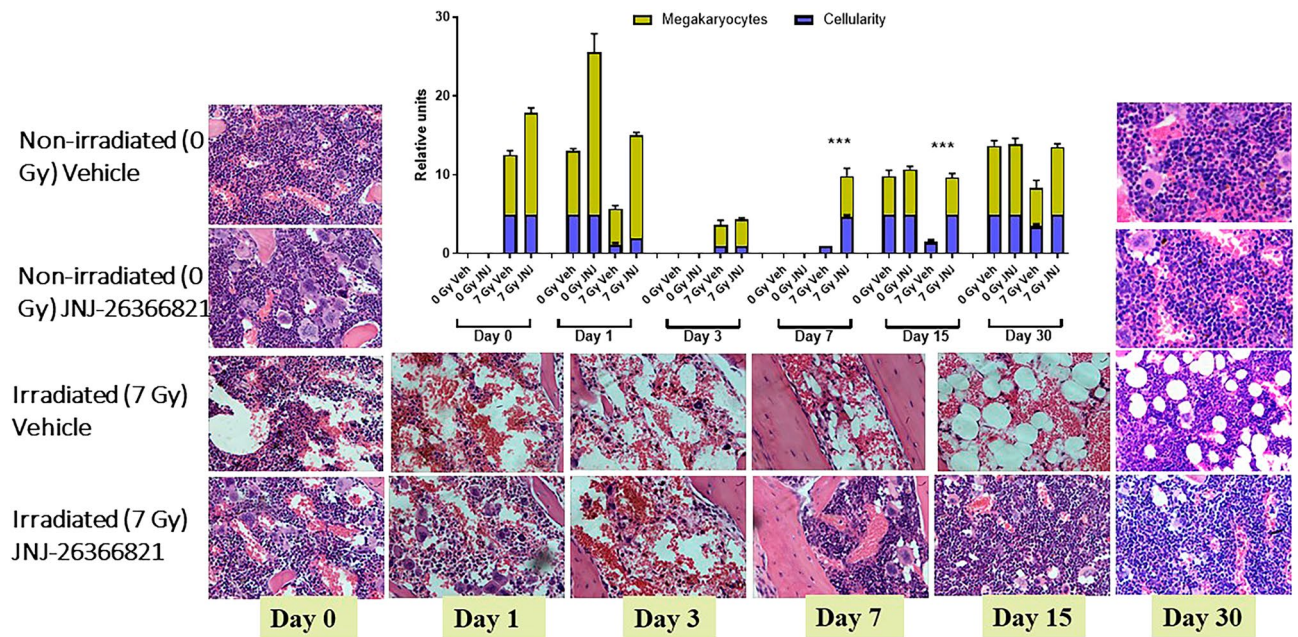 30
20
10
0
Relative units
Megakaryocytes
Cellularity
***
***
0 Gy Veh
0 Gy JNJ
7 Gy Veh
7 Gy JNJ
0 Gy Veh
0 Gy JNJ
7 Gy Veh
7 Gy JNJ
0 Gy Veh
0 Gy JNJ
7 Gy Veh
7 Gy JNJ
0 Gy Veh
0 Gy JNJ
7 Gy Veh
7 Gy JNJ
0 Gy Veh
0 Gy JNJ
7 Gy Veh
7 Gy JNJ
0 Gy Veh
0 Gy JNJ
7 Gy Veh
7 Gy JNJ
Day 0
Day 1
Day 3
Day 7
Day 15
Day 30
Non-irradiated (0
Gy) Vehicle
Non-irradiated (0
Gy) JNJ-26366821
Irradiated (7 Gy)
Vehicle
Irradiated (7 Gy)
JNJ-26366821
Day 0
Day 1
Day 3
Day 7
Day 15
Day 30